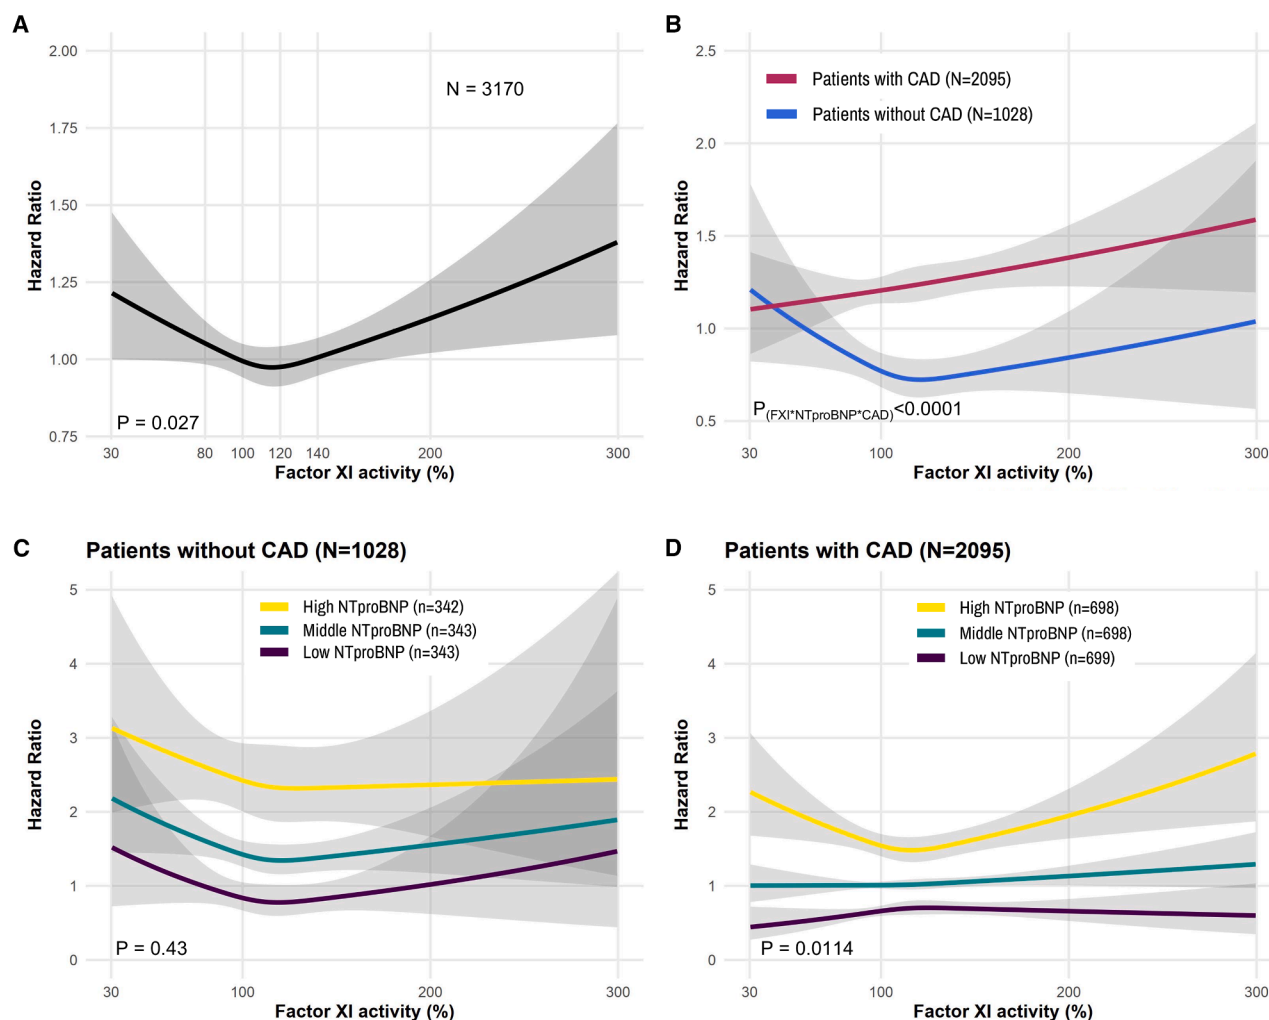 A
2.00
1.75
1.50
1.25
1.00
0.75
Hazard Ratio
N = 3170
P = 0.027
30 80 100 120 140 200 300
Factor XI activity (%)
B
2.5
2.0
1.5
1.0
0.5
Hazard Ratio
Patients with CAD (N=2095)
Patients without CAD (N=1028)
P(FXI*NTproBNP*CAD)<0.0001
30 100 200 300
Factor XI activity (%)
C Patients without CAD (N=1028)
5
4
3
2
1
0
Hazard Ratio
High NTproBNP (n=342)
Middle NTproBNP (n=343)
Low NTproBNP (n=343)
P = 0.43
30 100 200 300
Factor XI activity (%)
D Patients with CAD (N=2095)
5
4
3
2
1
0
Hazard Ratio
High NTproBNP (n=698)
Middle NTproBNP (n=698)
Low NTproBNP (n=699)
P = 0.0114
30 100 200 300
Factor XI activity (%)